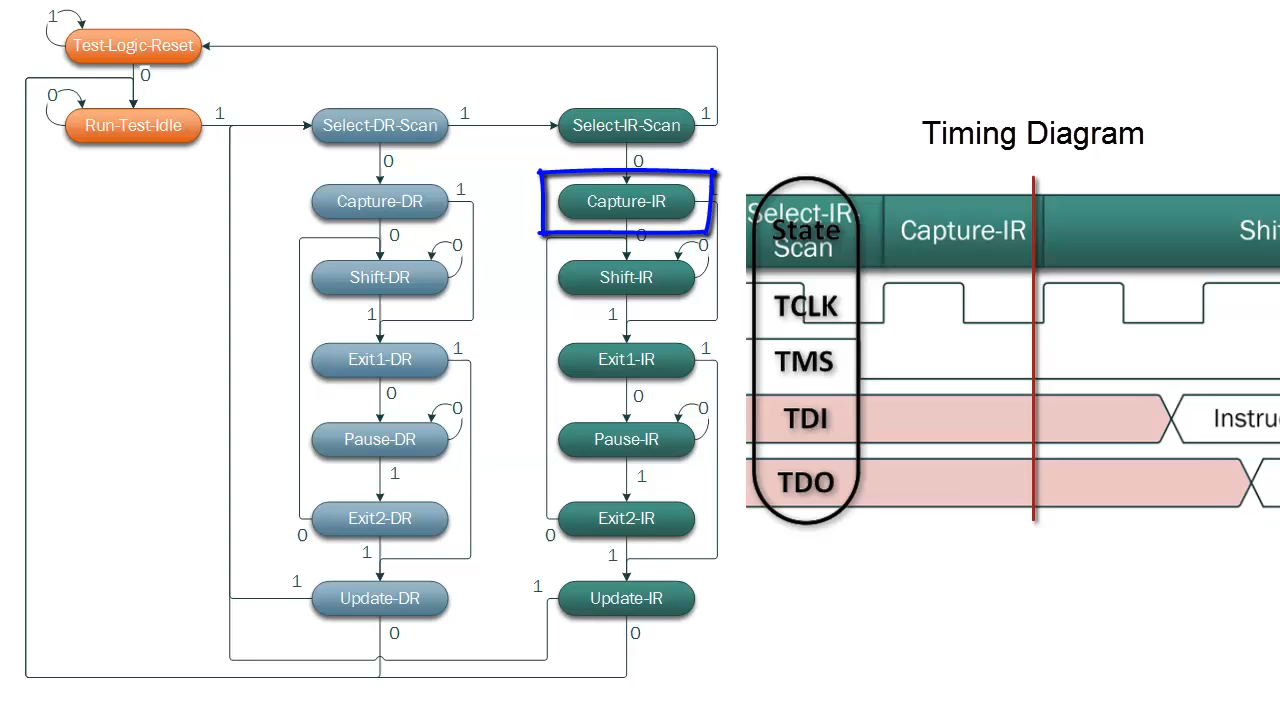 1
Test-Logic-Reset
0
0
Run-Test-Idle
1
Select-DR-Scan
1
Select-IR-Scan
1
0
0
Capture-DR
1
Capture-IR
1
0
0
Shift-DR
0
Shift-IR
0
1
1
Exit1-DR
1
Exit1-IR
1
0
0
Pause-DR
0
Pause-IR
0
1
1
Exit2-DR
Exit2-IR
0
0
1
1
1
Update-DR
1
Update-IR
0
0
Timing Diagram
Select-IR-
Scan
State
Capture-IR
Shif
TCLK
TMS
TDI
Instru
TDO